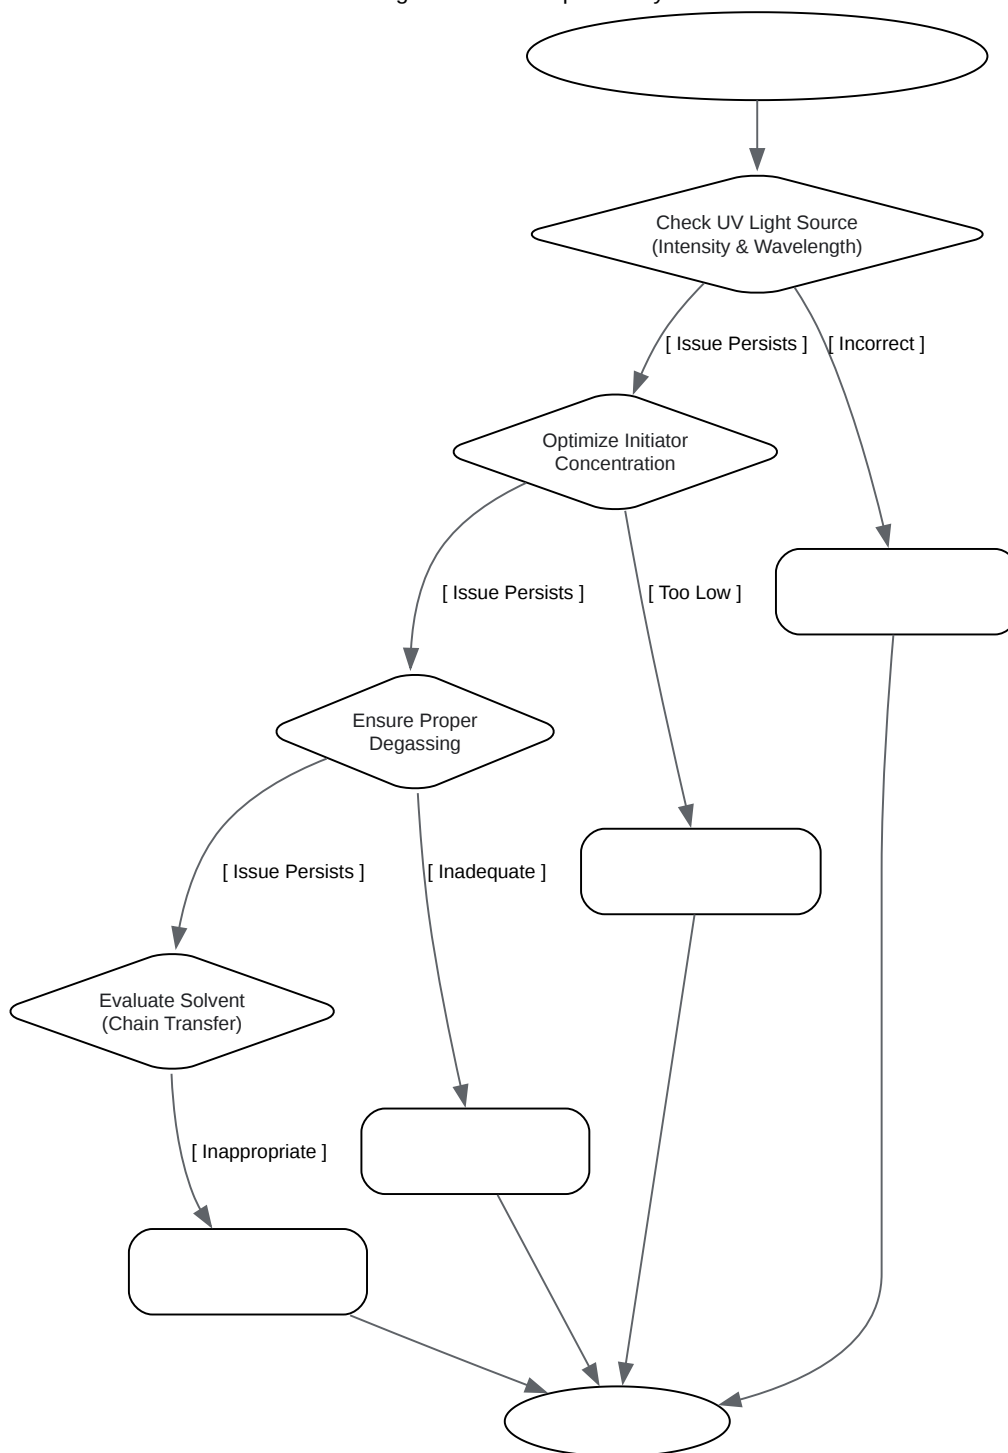 Check UV Light Source
(Intensity & Wavelength)
[ Issue Persists ]
[ Incorrect ]
Optimize Initiator
Concentration
[ Issue Persists ]
[ Too Low ]
Ensure Proper
Degassing
[ Issue Persists ]
[ Inadequate ]
Evaluate Solvent
(Chain Transfer)
[ Inappropriate ]